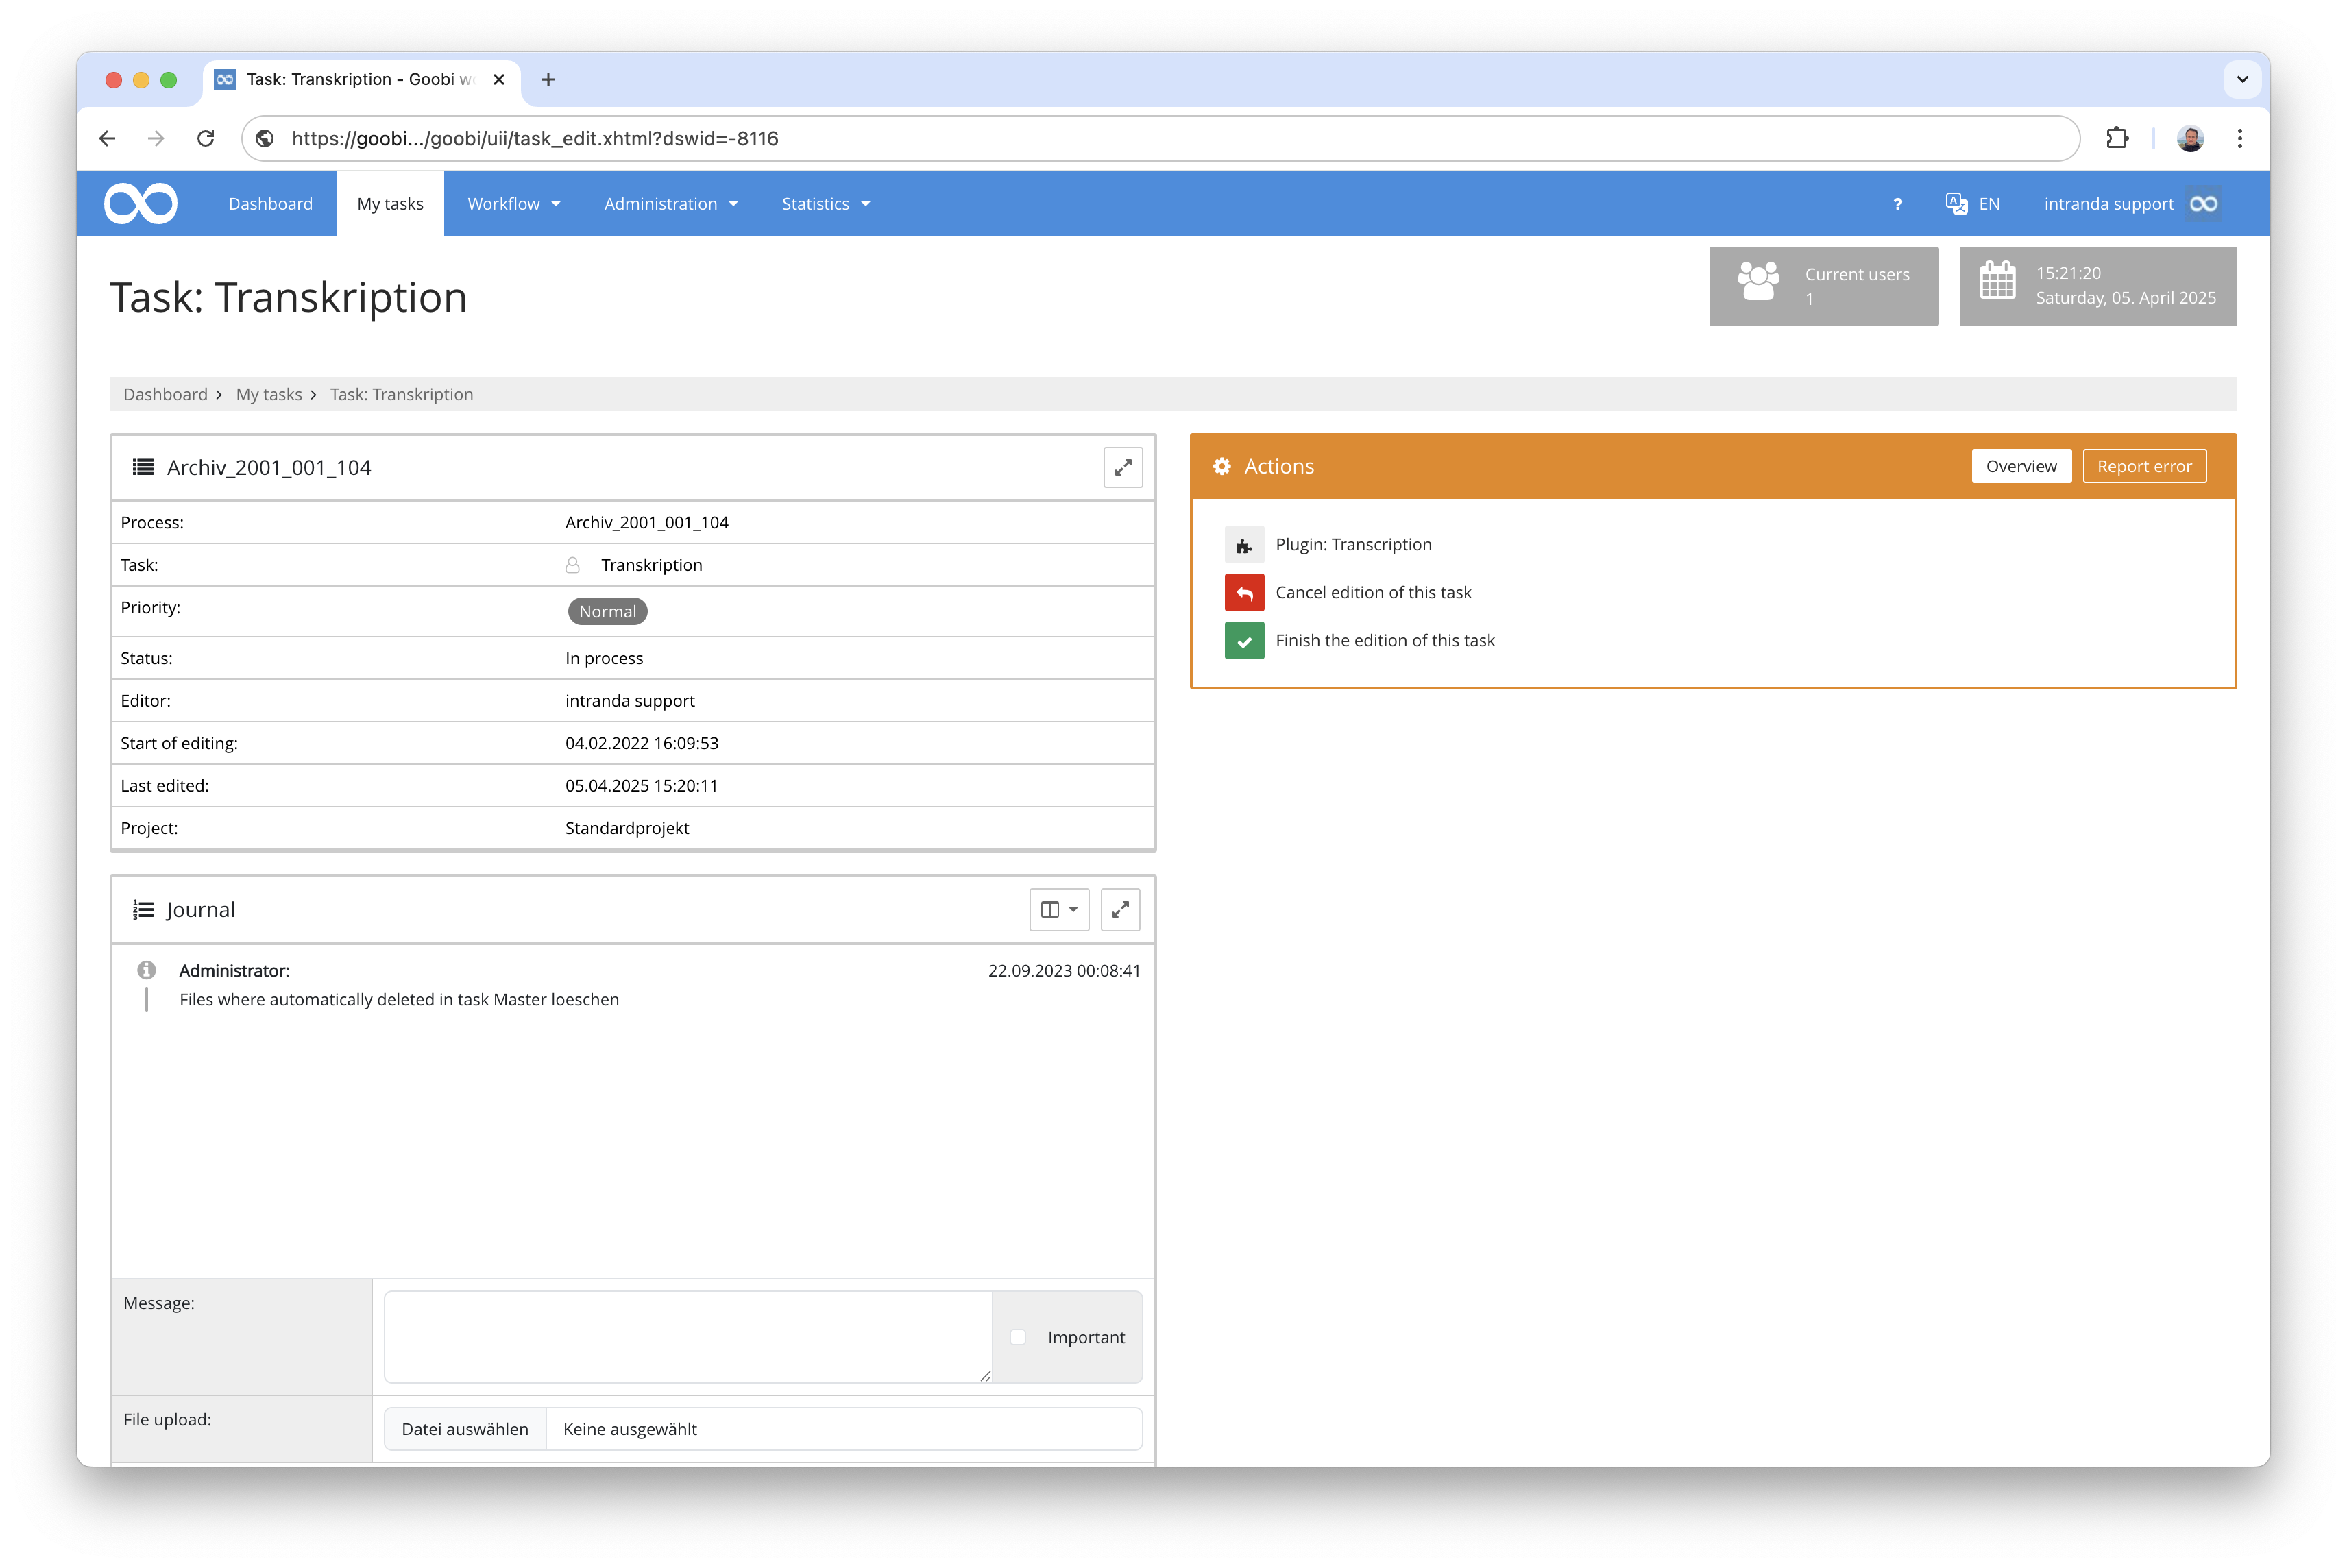 Task: Transkription - Goobi
https://goobi.../goobi/uii/task_edit.xhtml?dswid=-8116
Dashboard My tasks Workflow Administration Statistics ? EN intranda support
Task: Transkription
Current users
1
15:21:20
Saturday, 05. April 2025
Dashboard > My tasks > Task: Transkription
Archiv_2001_001_104
Process: Archiv_2001_001_104
Task: Transkription
Priority: Normal
Status: In process
Editor: intranda support
Start of editing: 04.02.2022 16:09:53
Last edited: 05.04.2025 15:20:11
Project: Standardprojekt
Actions Overview Report error
Plugin: Transcription
Cancel edition of this task
Finish the edition of this task
Journal
Administrator: 22.09.2023 00:08:41
Files where automatically deleted in task Master loeschen
Message: Important
File upload: Datei auswählen Keine ausgewählt